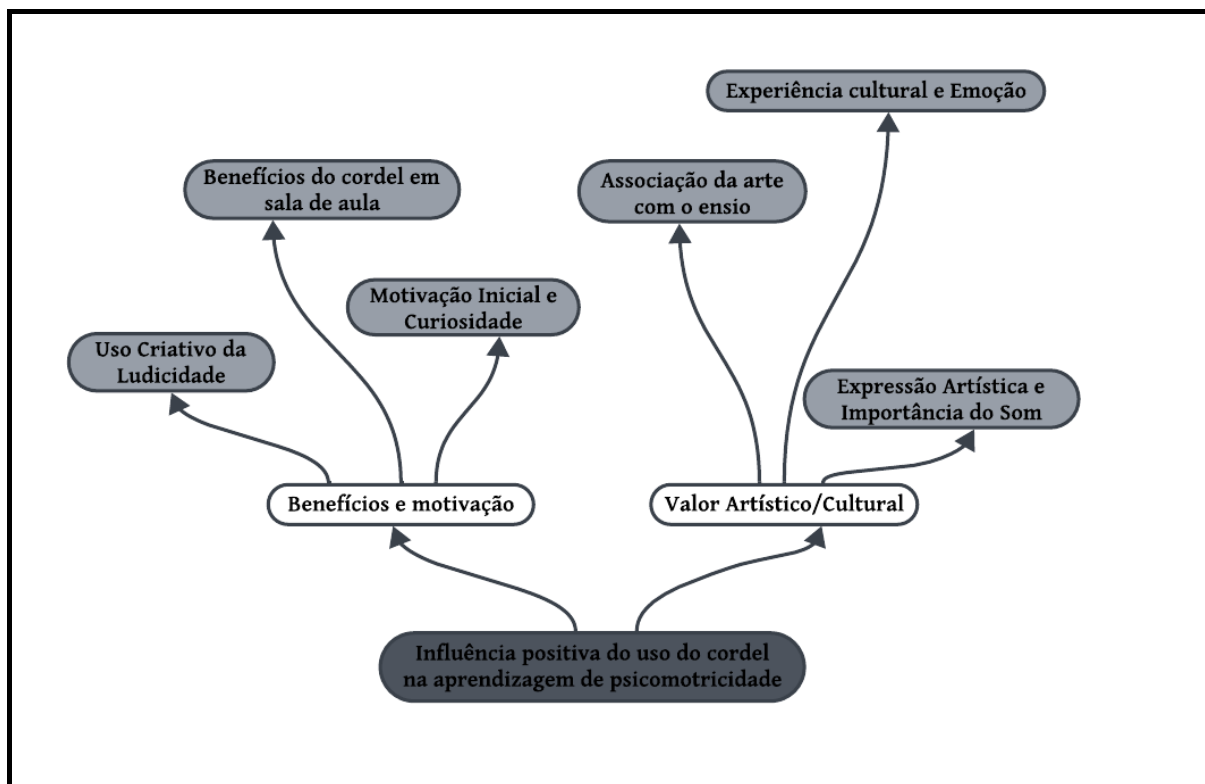 Experiência cultural e Emoção
Benefícios do cordel em
sala de aula
Associação da arte
com o ensio
Motivação Inicial e
Curiosidade
Uso Criativo da
Ludicidade
Expressão Artística e
Importância do Som
Benefícios e motivação
Valor Artístico/Cultural
Influência positiva do uso do cordel
na aprendizagem de psicomotricidade